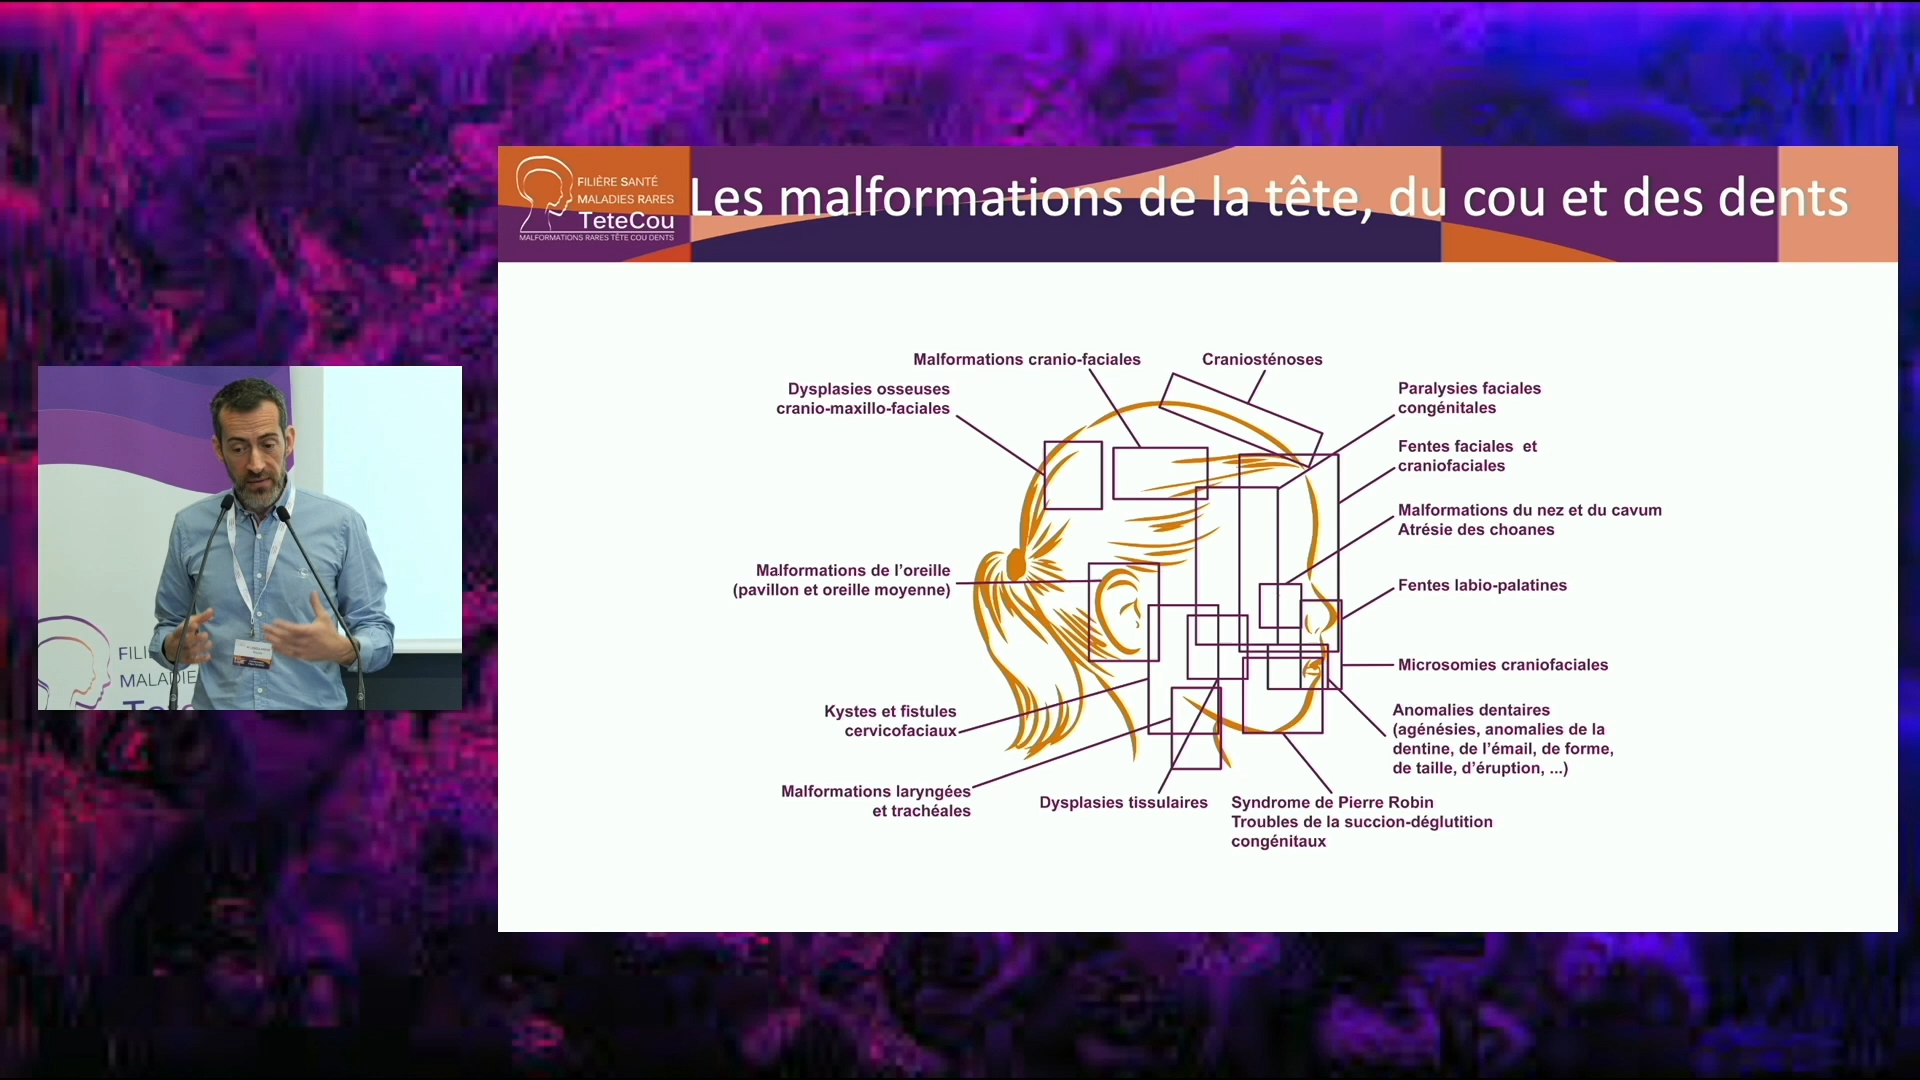 FILIÈRE SANTÉ
MALADIES RARES
TeteCou
MALFORMATIONS RARES TÊTE COU DENTS
Les malformations de la tête, du cou et des dents
Malformations cranio-faciales
Craniosténoses
Dysplasies osseuses
cranio-maxillo-faciales
Paralysies faciales
congénitales
Fentes faciales et
craniofaciales
Malformations du nez et du cavum
Atrésie des choanes
Malformations de l'oreille
(pavillon et oreille moyenne)
Fentes labio-palatines
Microsomies craniofaciales
Kystes et fistules
cervicofaciaux
Anomalies dentaires
(agénésies, anomalies de la
dentine, de l'émail, de forme,
de taille, d'éruption, ...)
Malformations laryngées
et trachéales
Dysplasies tissulaires
Syndrome de Pierre Robin
Troubles de la succion-déglutition
congénitaux
FILI
MALADIE
Tete